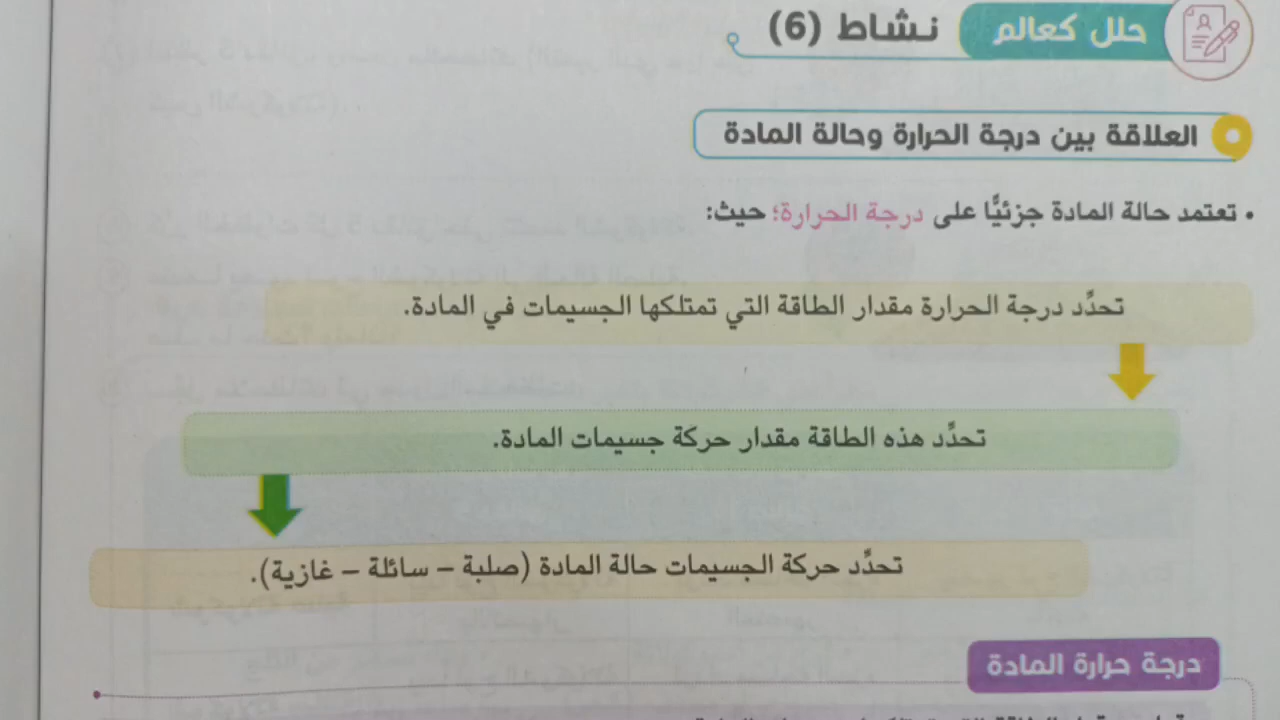 حلل كعالم نشاط (6)
العلاقة بين درجة الحرارة وحالة المادة
• تعتمد حالة المادة جزئيًّا على درجة الحرارة؛ حيث:
تحدِّد درجة الحرارة مقدار الطاقة التي تمتلكها الجسيمات في المادة.
تحدِّد هذه الطاقة مقدار حركة جسيمات المادة.
تحدِّد حركة الجسيمات حالة المادة (صلبة – سائلة – غازية).
درجة حرارة المادة